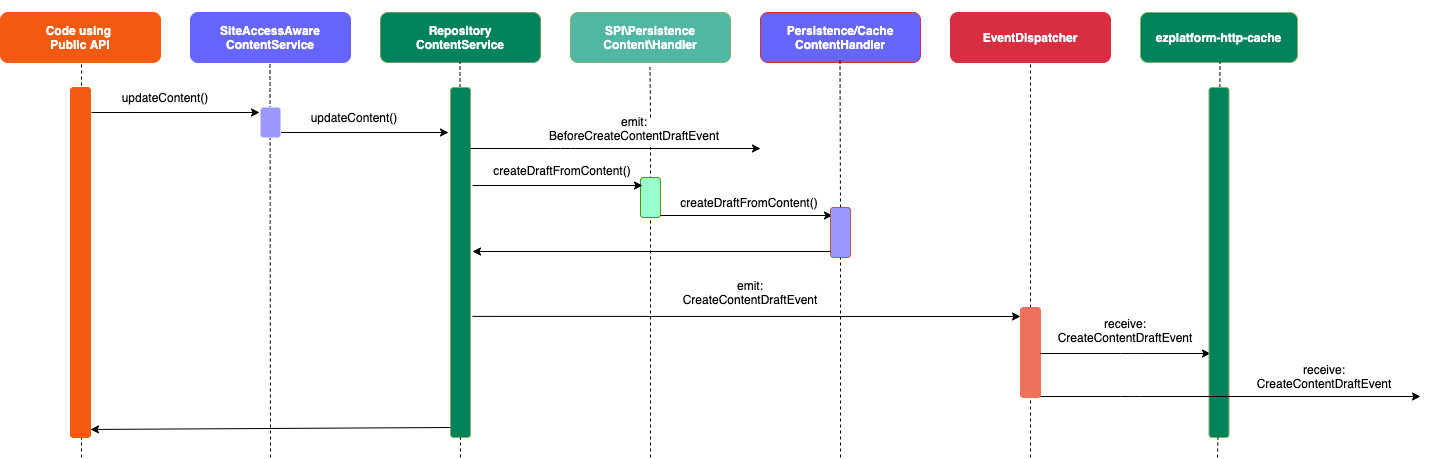 Code using
Public API
SiteAccessAware
ContentService
Repository
ContentService
SPI\Persistence
Content\Handler
Persistence/Cache
ContentHandler
EventDispatcher
ezplatform-http-cache
updateContent()
updateContent()
emit:
BeforeCreateContentDraftEvent
createDraftFromContent()
createDraftFromContent()
emit:
CreateContentDraftEvent
receive:
CreateContentDraftEvent
receive:
CreateContentDraftEvent